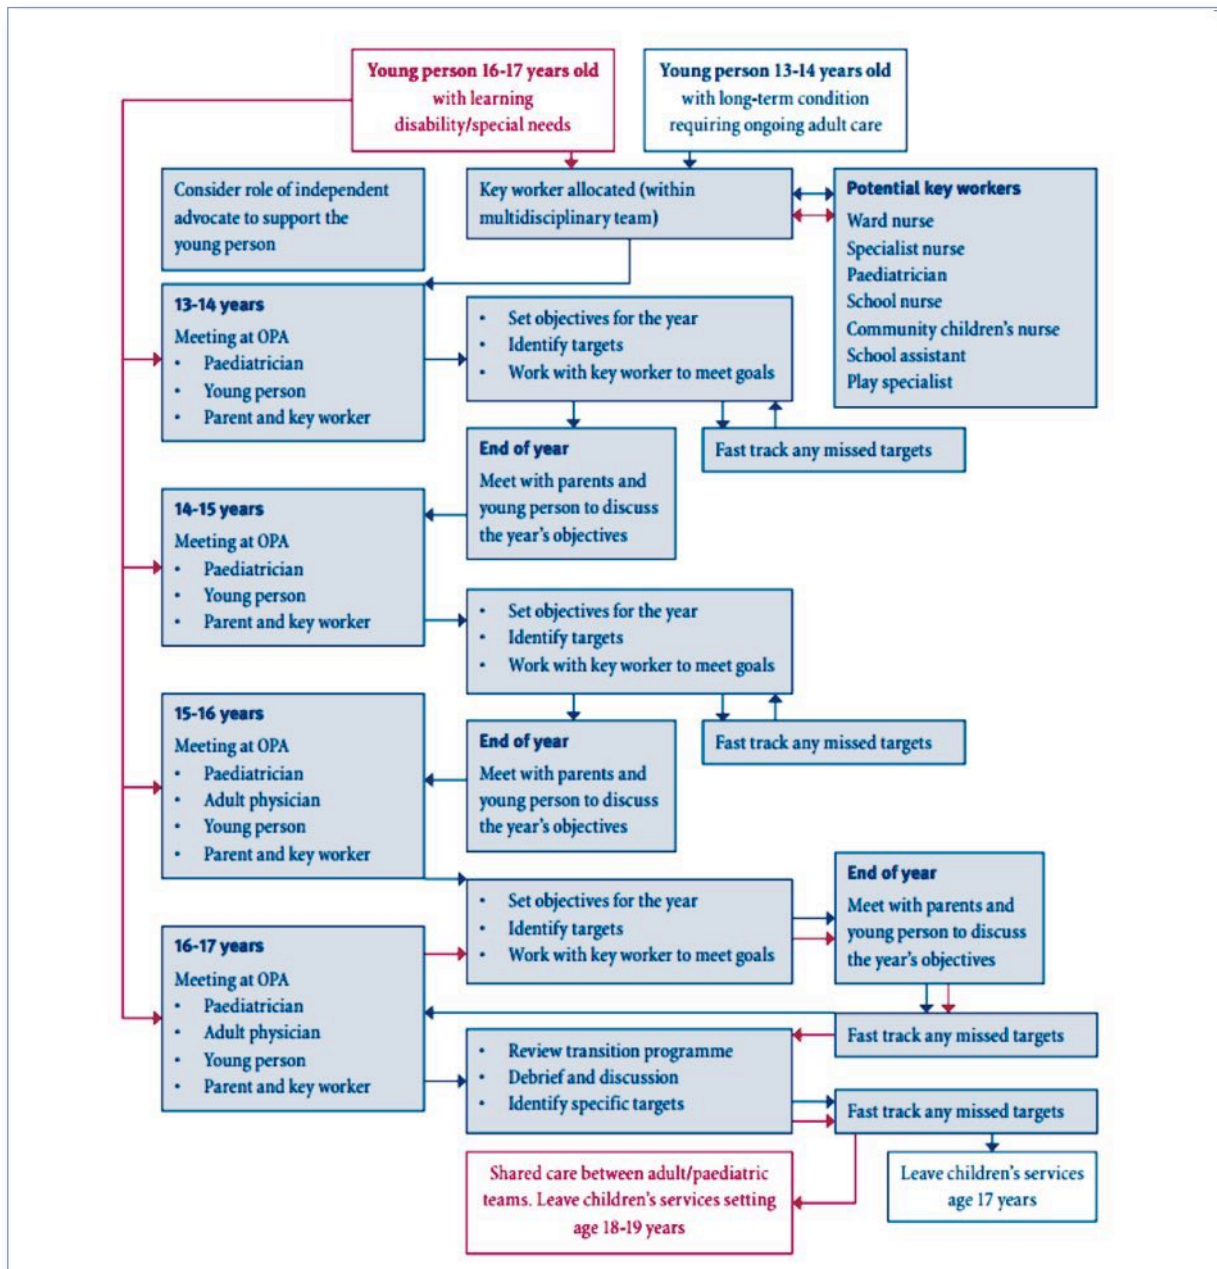 Young person 16-17 years old
with learning
disability/special needs
Young person 13-14 years old
with long-term condition
requiring ongoing adult care
Consider role of independent
advocate to support the
young person
Key worker allocated (within
multidisciplinary team)
Potential key workers
Ward nurse
Specialist nurse
Paediatrician
School nurse
Community children's nurse
School assistant
Play specialist
13-14 years
Meeting at OPA
• Paediatrician
• Young person
• Parent and key worker
• Set objectives for the year
• Identify targets
• Work with key worker to meet goals
End of year
Meet with parents and
young person to discuss
the year's objectives
Fast track any missed targets
14-15 years
Meeting at OPA
• Paediatrician
• Young person
• Parent and key worker
• Set objectives for the year
• Identify targets
• Work with key worker to meet goals
End of year
Meet with parents and
young person to discuss
the year's objectives
Fast track any missed targets
15-16 years
Meeting at OPA
• Paediatrician
• Adult physician
• Young person
• Parent and key worker
• Set objectives for the year
• Identify targets
• Work with key worker to meet goals
End of year
Meet with parents and
young person to discuss
the year's objectives
16-17 years
Meeting at OPA
• Paediatrician
• Adult physician
• Young person
• Parent and key worker
Fast track any missed targets
• Review transition programme
• Debrief and discussion
• Identify specific targets
Fast track any missed targets
Shared care between adult/paediatric
teams. Leave children's services setting
age 18-19 years
Leave children's services
age 17 years